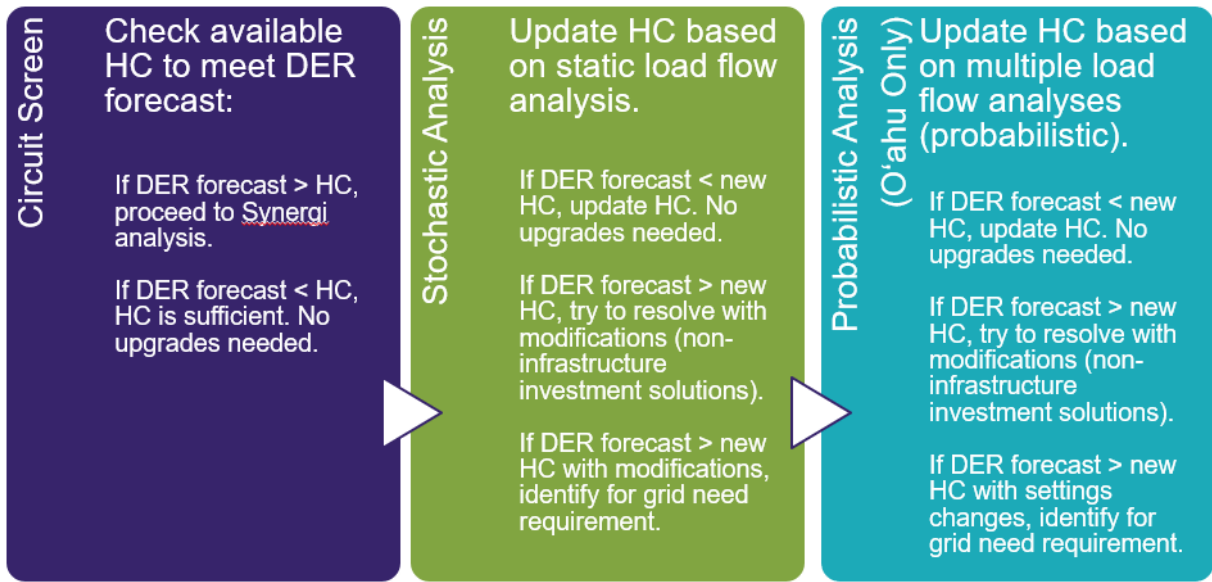 Circuit Screen
Check available
HC to meet DER
forecast:
If DER forecast > HC,
proceed to Synergi
analysis.
If DER forecast < HC,
HC is sufficient. No
upgrades needed.
Stochastic Analysis
Update HC based
on static load flow
analysis.
If DER forecast < new
HC, update HC. No
upgrades needed.
If DER forecast > new
HC, try to resolve with
modifications (non-
infrastructure
investment solutions).
If DER forecast > new
HC with modifications,
identify for grid need
requirement.
Probabilistic Analysis
(Oʻahu Only)
Update HC based
on multiple load
flow analyses
(probabilistic).
If DER forecast < new
HC, update HC. No
upgrades needed.
If DER forecast > new
HC, try to resolve with
modifications (non-
infrastructure
investment solutions).
If DER forecast > new
HC with settings
changes, identify for
grid need requirement.